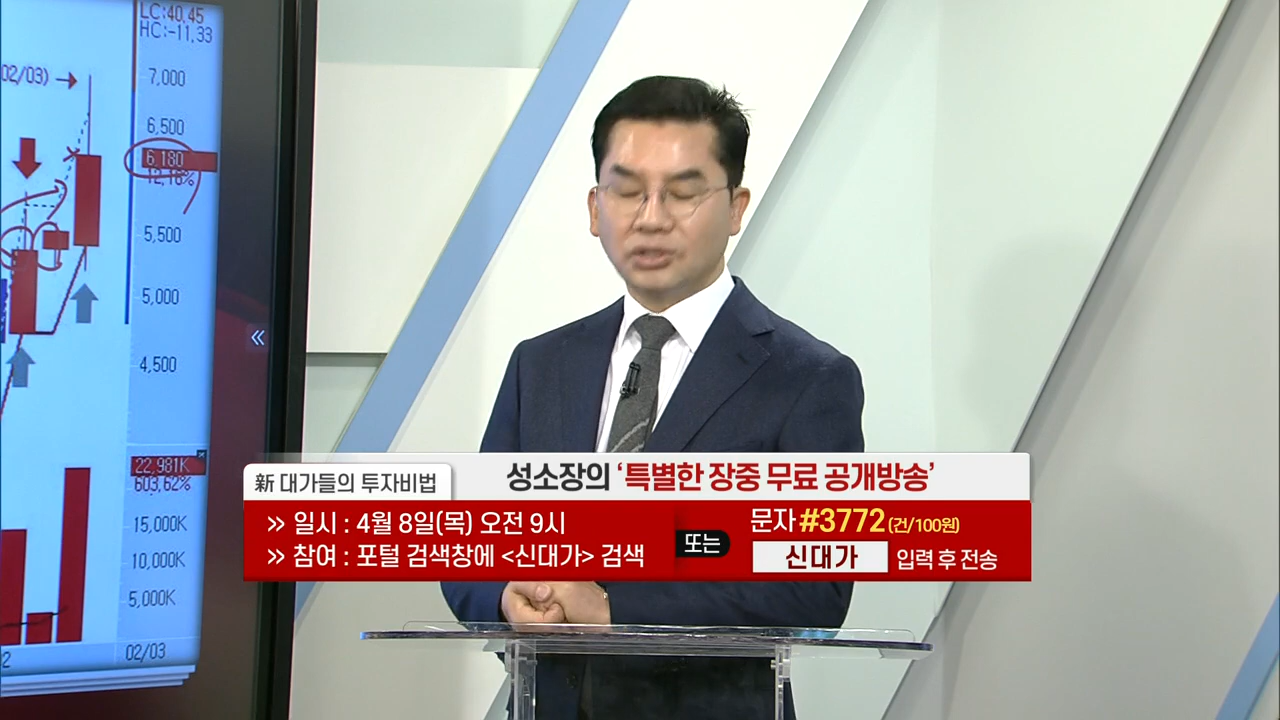 LC:40.45
HC:-11.33
02/03)
7,000
6,500
6,180
12.18%
5,500
5,000
4,500
22,981K
603.62%
15,000K
10,000K
5,000K
02/03
新 대가들의 투자비법
성소장의 ‘특별한 장중 무료 공개방송’
» 일시 : 4월 8일(목) 오전 9시
» 참여 : 포털 검색창에 <신대가> 검색
또는
문자 #3772 (건/100원)
신대가 입력 후 전송